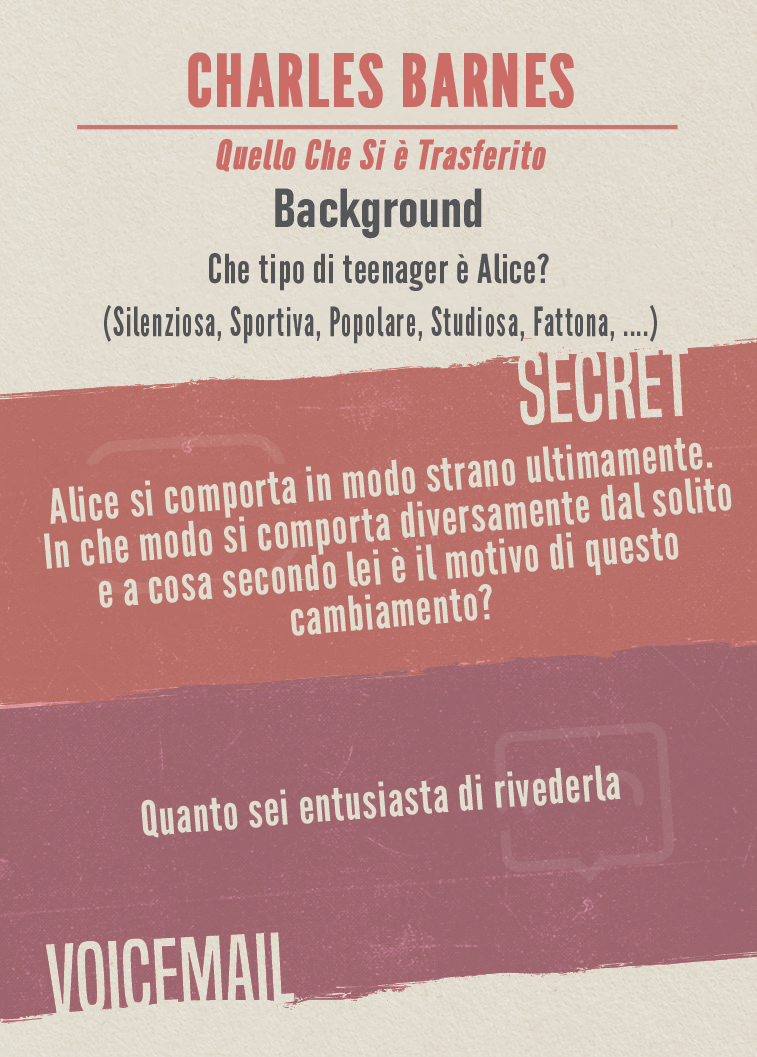 CHARLES BARNES
Quello Che Si è Trasferito
Background
Che tipo di teenager è Alice?
(Silenziosa, Sportiva, Popolare, Studiosa, Fattona, ....)
SECRET
Alice si comporta in modo strano ultimamente.
In che modo si comporta diversamente dal solito
e a cosa secondo lei è il motivo di questo
cambiamento?
Quanto sei entusiasta di rivederla
VOICEMAIL